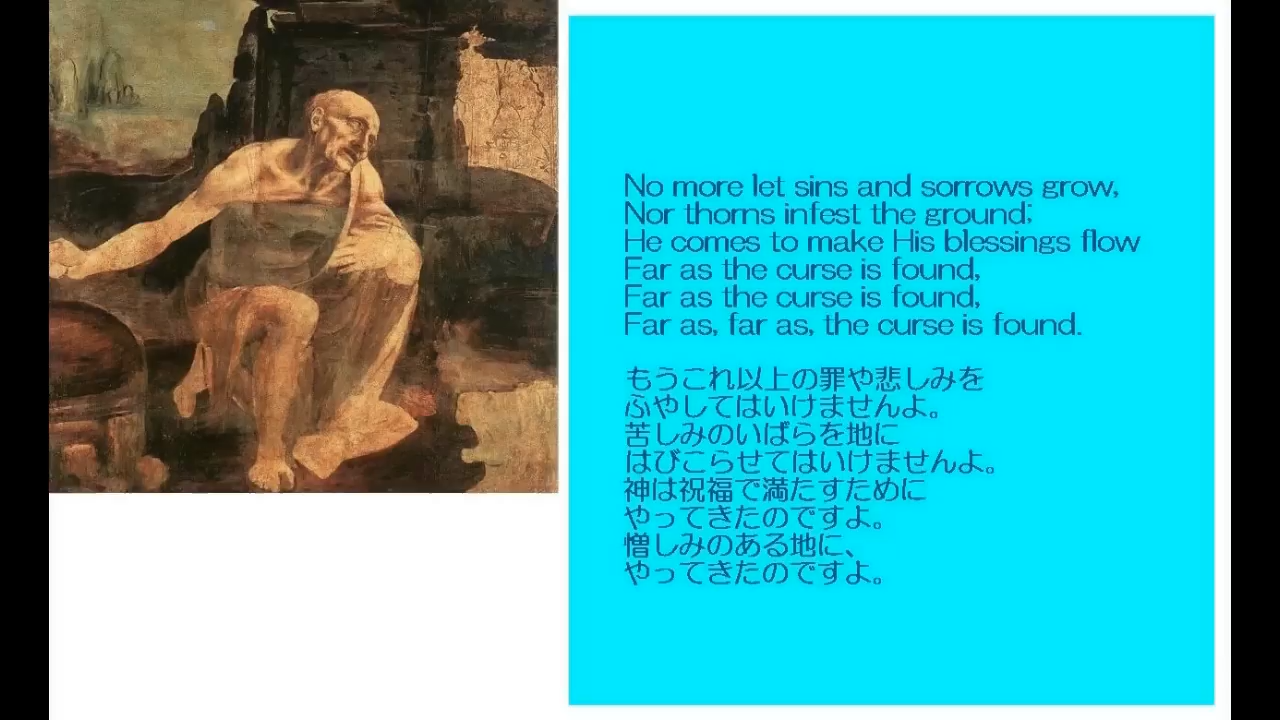 No more let sins and sorrows grow,
Nor thorns infest the ground;
He comes to make His blessings flow
Far as the curse is found,
Far as the curse is found,
Far as, far as, the curse is found.
もうこれ以上の罪や悲しみを
ふやしてはいけませんよ。
苦しみのいばらを地に
はびこらせてはいけませんよ。
神は祝福で満たすために
やってきたのですよ。
憎しみのある地に、
やってきたのですよ。